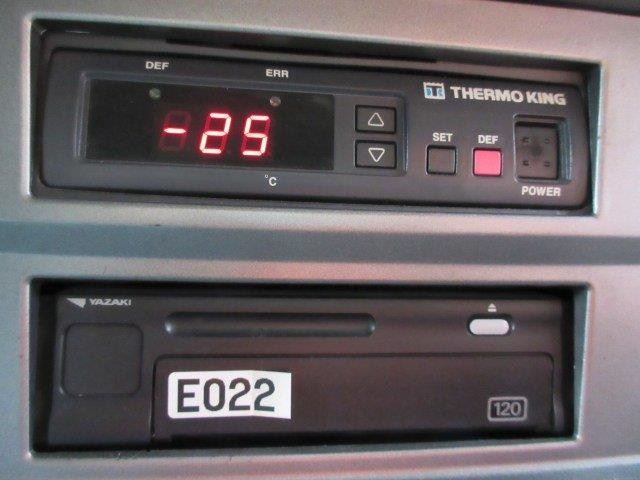 DEF
ERR
THERMO KING
-25
SET
DEF
°C
POWER
YAZAKI
E022
120